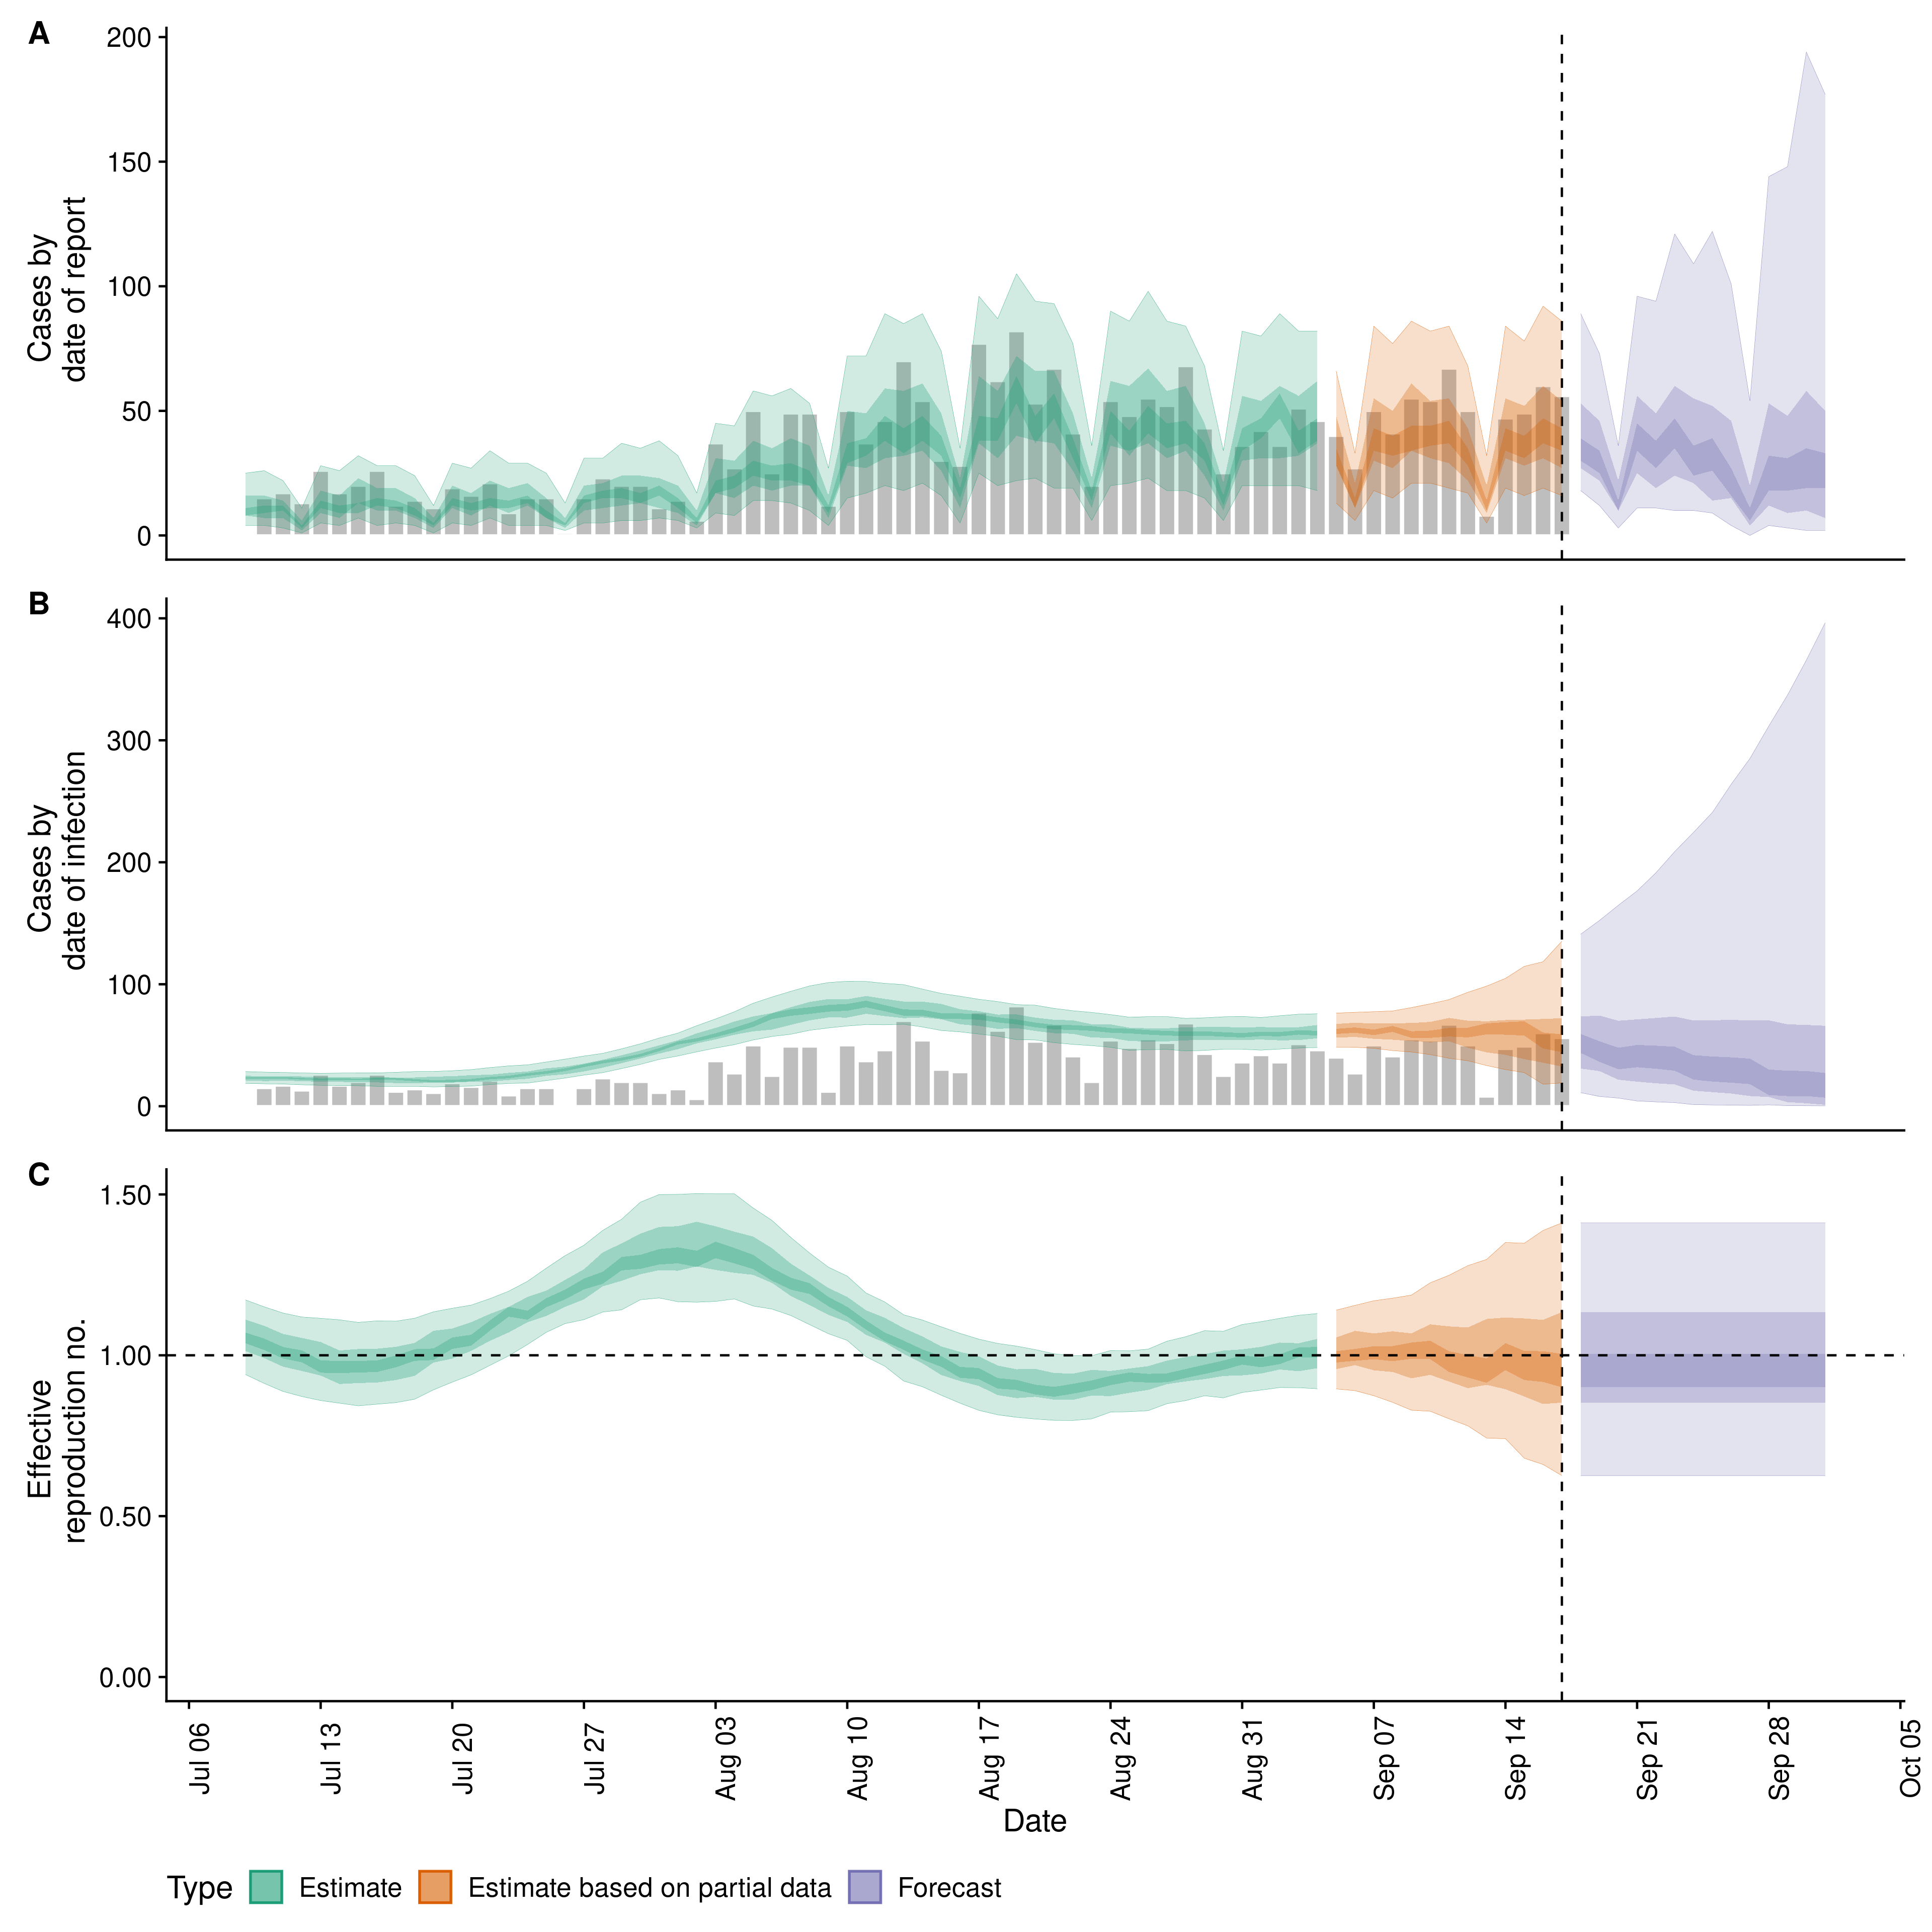 A
200
150
100
50
0
Cases by
date of report
B
400
300
200
100
0
Cases by
date of infection
C
1.50
1.00
0.50
0.00
Effective
reproduction no.
Jul 06
Jul 13
Jul 20
Jul 27
Aug 03
Aug 10
Aug 17
Aug 24
Aug 31
Sep 07
Sep 14
Sep 21
Sep 28
Oct 05
Date
Type Estimate Estimate based on partial data Forecast